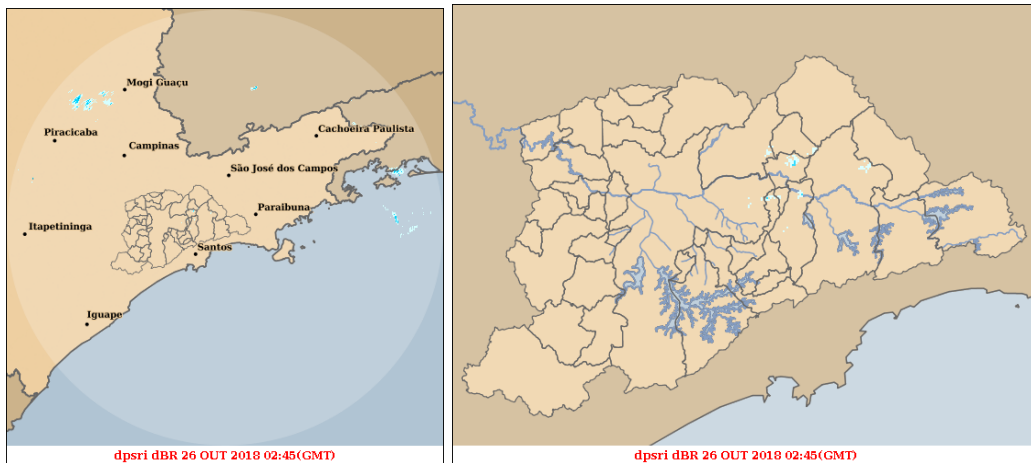 Mogi Guaçu
Piracicaba
Campinas
Cachoeira Paulista
São José dos Campos
Paraibuna
Itapetininga
Santos
Iguape
dpsri dBR 26 OUT 2018 02:45(GMT)
dpsri dBR 26 OUT 2018 02:45(GMT)